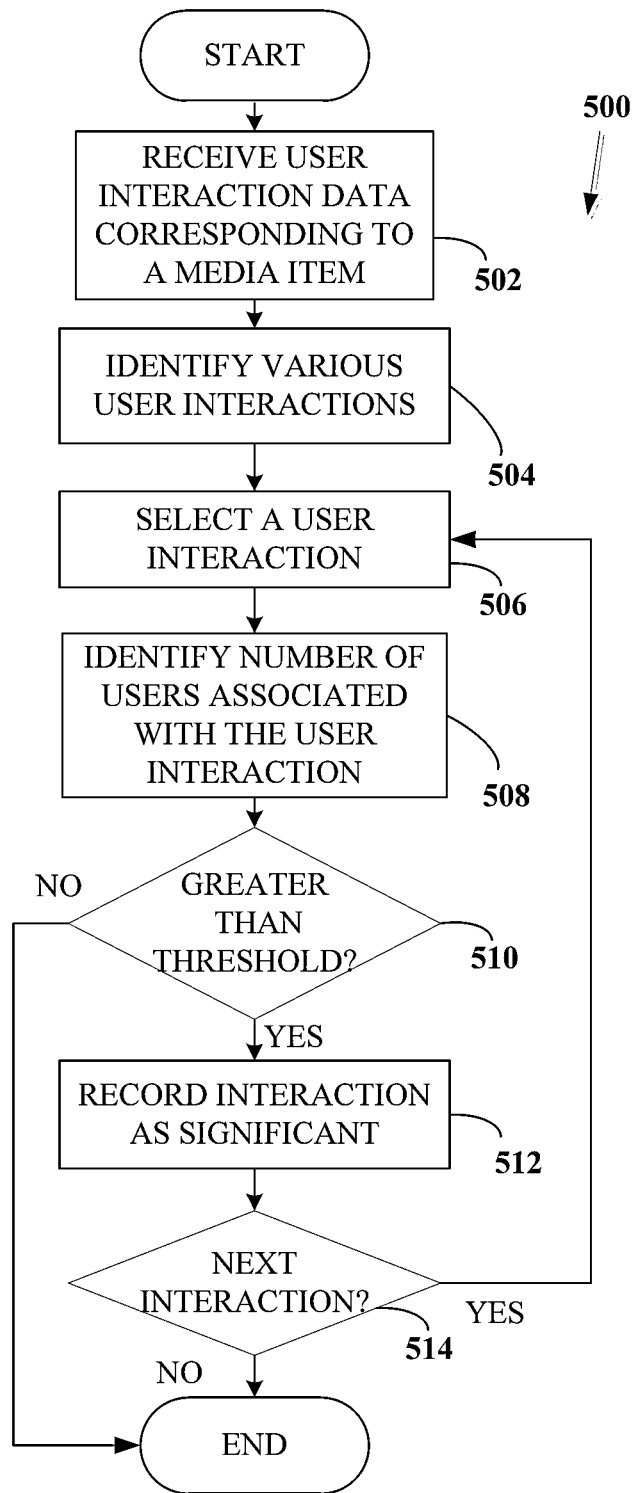 START
500
RECEIVE USER
INTERACTION DATA
CORRESPONDING TO
A MEDIA ITEM
502
IDENTIFY VARIOUS
USER INTERACTIONS
504
SELECT A USER
INTERACTION
506
IDENTIFY NUMBER OF
USERS ASSOCIATED
WITH THE USER
INTERACTION
508
NO
GREATER
THAN
THRESHOLD?
510
YES
RECORD INTERACTION
AS SIGNIFICANT
512
NEXT
INTERACTION?
YES
514
NO
END